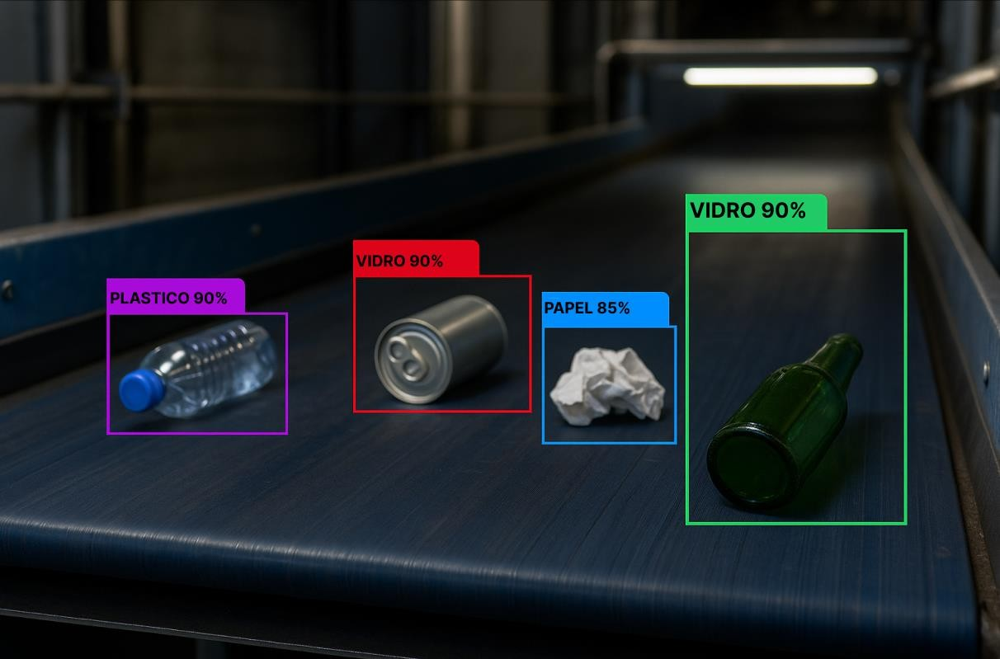 PLASTICO 90%
VIDRO 90%
PAPEL 85%
VIDRO 90%